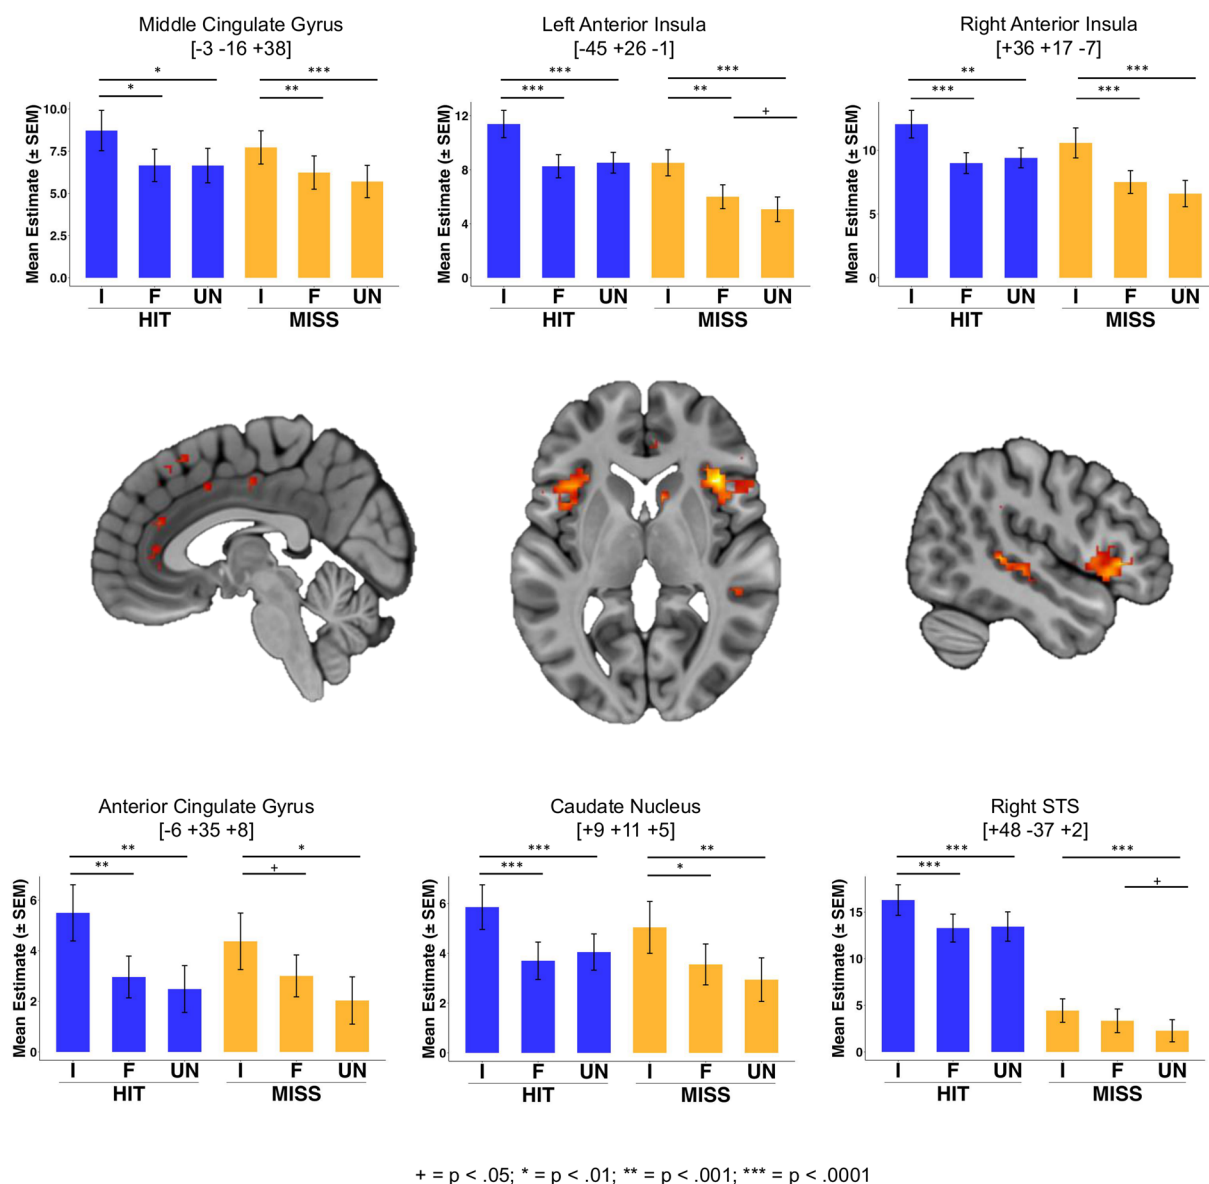 Middle Cingulate Gyrus
[-3 -16 +38]
* ***
* **
Mean Estimate (± SEM)
10.0
7.5
5.0
2.5
0.0
I F UN I F UN
HIT MISS
Left Anterior Insula
[-45 +26 -1]
*** ***
*** **
+
Mean Estimate (± SEM)
12
8
4
0
I F UN I F UN
HIT MISS
Right Anterior Insula
[+36 +17 -7]
** ***
*** ***
Mean Estimate (± SEM)
10
5
0
I F UN I F UN
HIT MISS
Anterior Cingulate Gyrus
[-6 +35 +8]
** *
** +
Mean Estimate (± SEM)
6
4
2
0
I F UN I F UN
HIT MISS
Caudate Nucleus
[+9 +11 +5]
*** **
*** *
Mean Estimate (± SEM)
6
4
2
0
I F UN I F UN
HIT MISS
Right STS
[+48 -37 +2]
*** ***
***
+
Mean Estimate (± SEM)
15
10
5
0
I F UN I F UN
HIT MISS
+ = p < .05; * = p < .01; ** = p < .001; *** = p < .0001